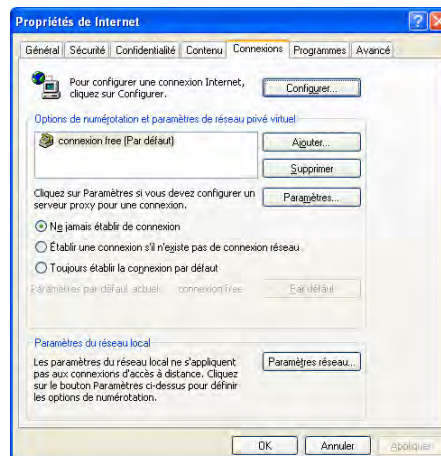 Propriétés de Internet
Général Sécurité Confidentialité Contenu Connexions Programmes Avancé
Pour configurer une connexion Internet, cliquez sur Configurer.
Configurer...
Options de numérotation et paramètres de réseau privé virtuel
connexion free (Par défaut)
Ajouter...
Supprimer
Cliquez sur Paramètres si vous devez configurer un serveur proxy pour une connexion.
Paramètres...
Ne jamais établir de connexion
Établir une connexion s'il n'existe pas de connexion réseau
Toujours établir la connexion par défaut
Paramètres par défaut actuels connexion free Par défaut
Paramètres du réseau local
Les paramètres du réseau local ne s'appliquent
pas aux connexions d'accès à distance. Cliquez
sur le bouton Paramètres ci-dessus pour définir
les options de numérotation.
Paramètres réseau...
OK Annuler Appliquer